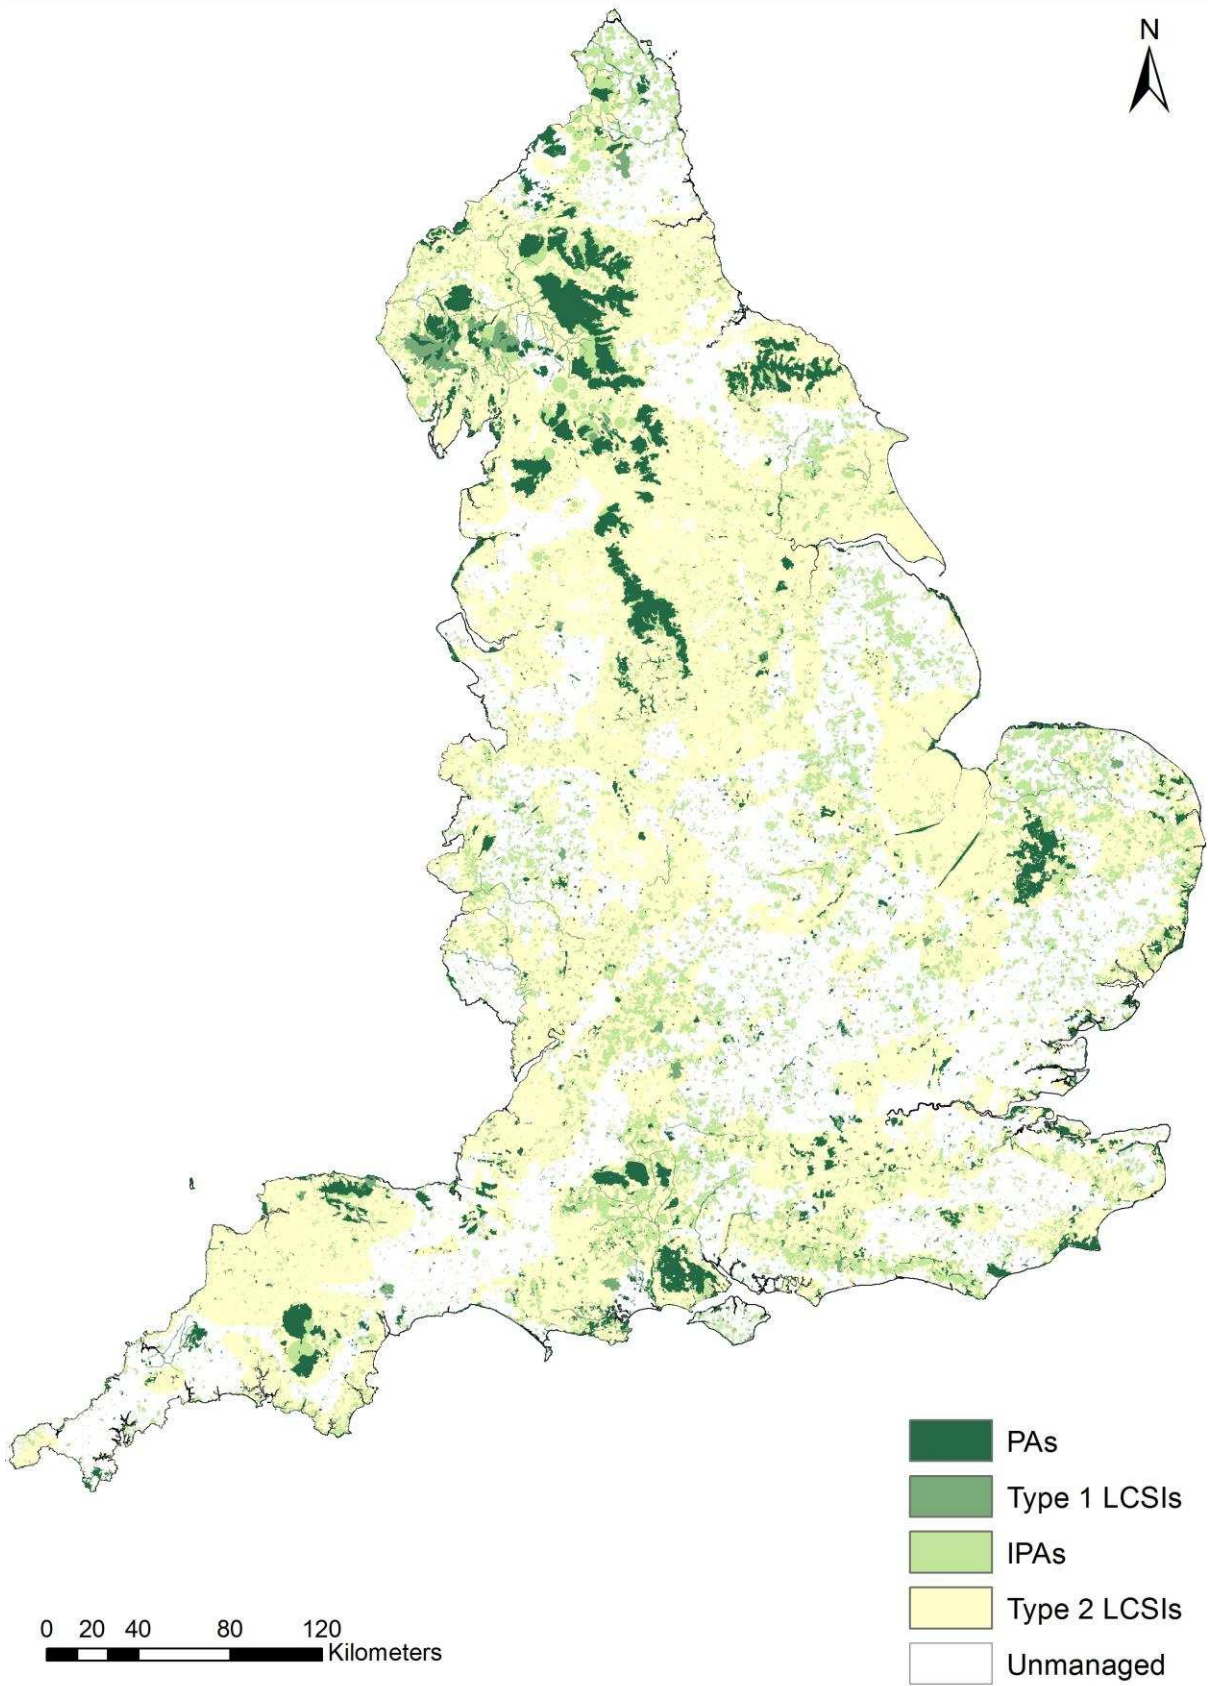 N
PAs
Type 1 LCSIs
IPAs
Type 2 LCSIs
Unmanaged
0 20 40 80 120
Kilometers